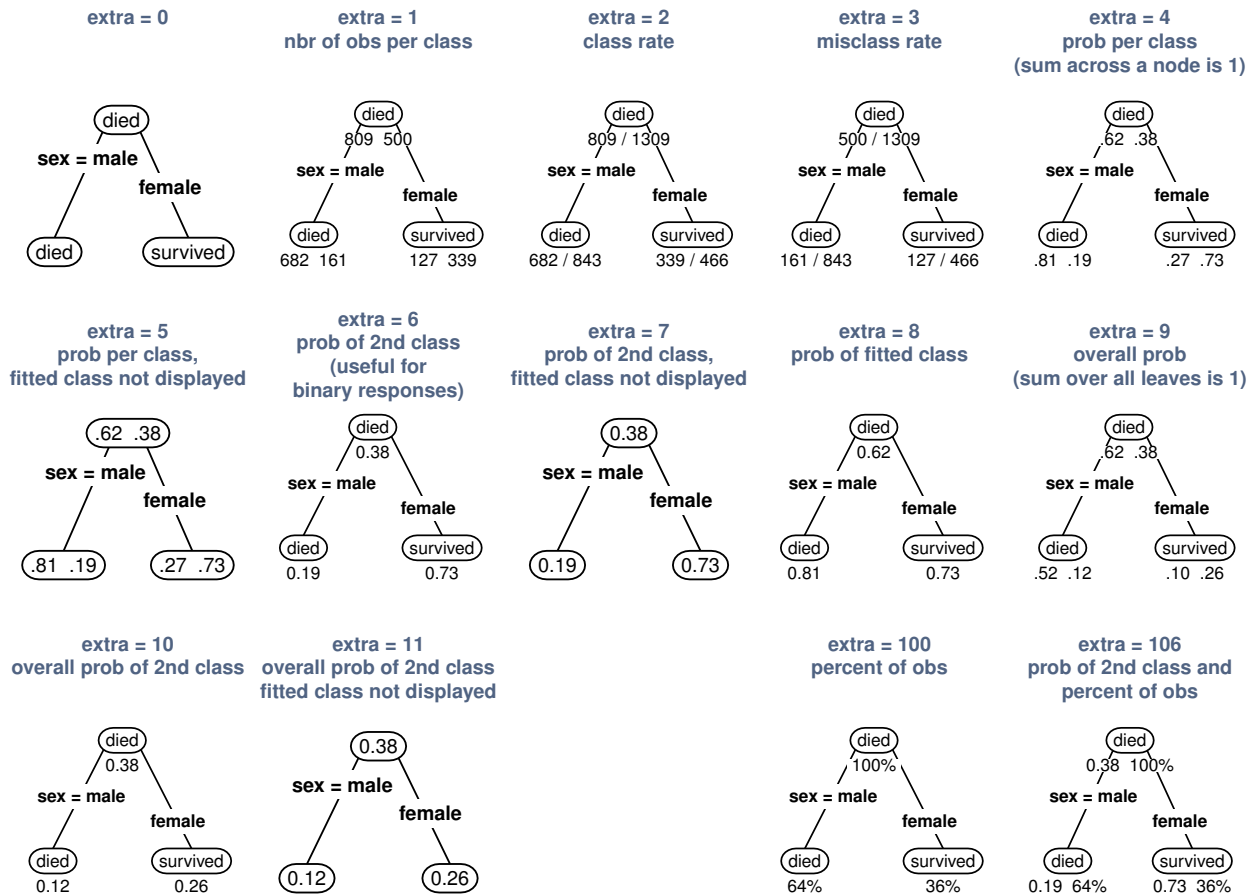 extra = 0
died
sex = male
female
died
survived
extra = 1
nbr of obs per class
died
809 500
sex = male
female
died
survived
682 161
127 339
extra = 2
class rate
died
809 / 1309
sex = male
female
died
survived
682 / 843
339 / 466
extra = 3
misclass rate
died
500 / 1309
sex = male
female
died
survived
161 / 843
127 / 466
extra = 4
prob per class
(sum across a node is 1)
died
.62 .38
sex = male
female
died
survived
.81 .19
.27 .73
extra = 5
prob per class,
fitted class not displayed
.62 .38
sex = male
female
.81 .19
.27 .73
extra = 6
prob of 2nd class
(useful for
binary responses)
died
0.38
sex = male
female
died
survived
0.19
0.73
extra = 7
prob of 2nd class,
fitted class not displayed
0.38
sex = male
female
0.19
0.73
extra = 8
prob of fitted class
died
0.62
sex = male
female
died
survived
0.81
0.73
extra = 9
overall prob
(sum over all leaves is 1)
died
.62 .38
sex = male
female
died
survived
.52 .12
.10 .26
extra = 10
overall prob of 2nd class
died
0.38
sex = male
female
died
survived
0.12
0.26
extra = 11
overall prob of 2nd class
fitted class not displayed
0.38
sex = male
female
0.12
0.26
extra = 100
percent of obs
died
100%
sex = male
female
died
survived
64%
36%
extra = 106
prob of 2nd class and
percent of obs
died
0.38 100%
sex = male
female
died
survived
0.19 64%
0.73 36%